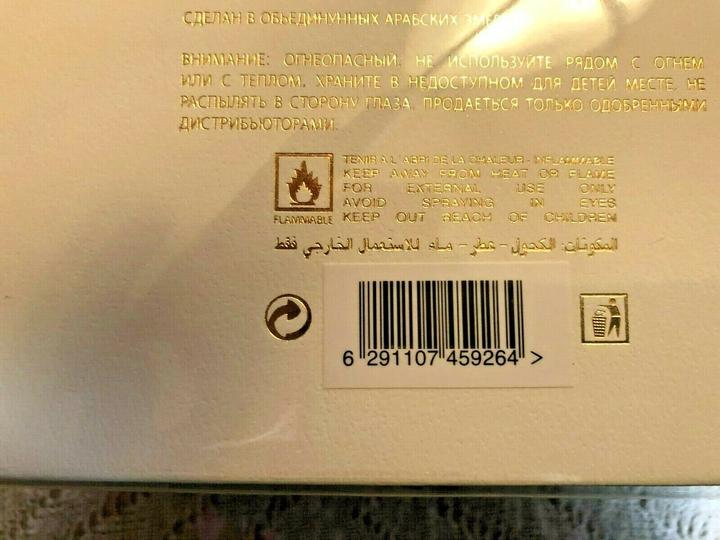 СДЕЛАН В ОБЬЕДИНУННЫХ АРАБСКИХ
ВНИМАНИЕ: ОГНЕОПАСНЫЙ. НЕ ИСПОЛЬЗУЙТЕ РЯДОМ С ОГНЕМ
ИЛИ С ТЕПЛОМ. ХРАНИТЕ В НЕДОСТУПНОМ ДЛЯ ДЕТЕЙ МЕСТЕ. НЕ
РАСПЫЛЯТЬ В СТОРОНУ ГЛАЗА. ПРОДАЕТЬСЯ ТОЛЬКО ОДОБРЕННЫМИ
ДИСТРИБЬЮТОРАМИ.
TENIR A L'ABRI DE LA CHALEUR - INFLAMMABLE
KEEP AWAY FROM HEAT OR FLAME
FOR EXTERNAL USE ONLY
AVOID SPRAYING IN EYES
KEEP OUT REACH OF CHILDREN
FLAMMABLE
المكونات: الكحول - عطر - ماء للاستعمال الخارجي فقط
6 291107 459264 >